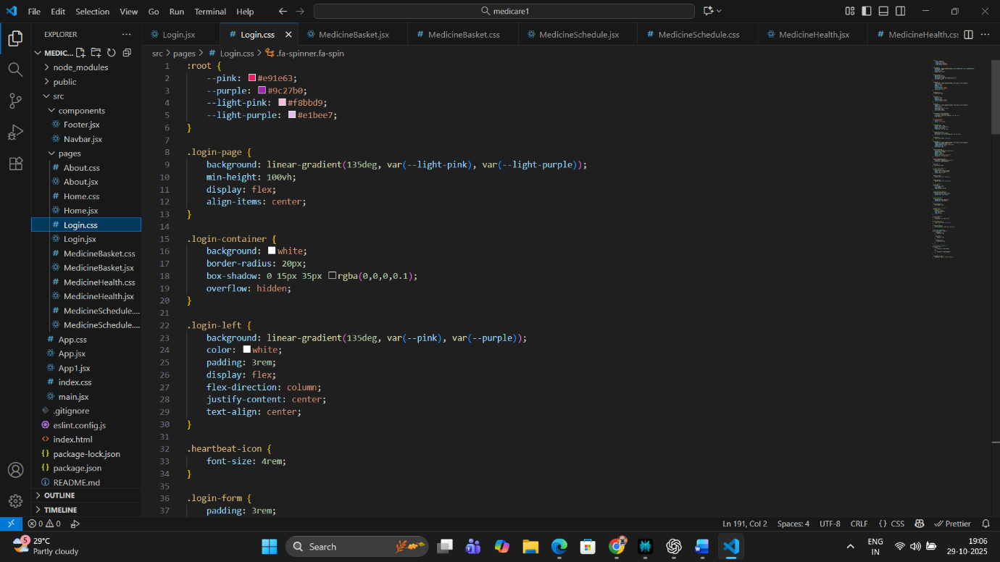 File Edit Selection View Go Run Terminal Help
medicare1
EXPLORER
Login.jsx
Login.css
MedicineBasket.jsx
MedicineBasket.css
MedicineSchedule.jsx
MedicineSchedule.css
MedicineHealth.jsx
MedicineHealth.css
MEDIC...
src > pages > # Login.css > .fa-spinner.fa-spin
node_modules
public
src
components
Footer.jsx
Navbar.jsx
pages
About.css
About.jsx
Home.css
Home.jsx
Login.css
Login.jsx
MedicineBasket.css
MedicineBasket.jsx
MedicineHealth.css
MedicineHealth.jsx
MedicineSchedule....
MedicineSchedule....
App.css
App.jsx
App1.jsx
index.css
main.jsx
.gitignore
eslint.config.js
index.html
package-lock.json
package.json
README.md
OUTLINE
TIMELINE
1 :root {
2 --pink: #e91e63;
3 --purple: #9c27b0;
4 --light-pink: #f8bbd9;
5 --light-purple: #e1bee7;
6 }
7
8 .login-page {
9 background: linear-gradient(135deg, var(--light-pink), var(--light-purple));
10 min-height: 100vh;
11 display: flex;
12 align-items: center;
13 }
14
15 .login-container {
16 background: white;
17 border-radius: 20px;
18 box-shadow: 0 15px 35px rgba(0,0,0,0.1);
19 overflow: hidden;
20 }
21
22 .login-left {
23 background: linear-gradient(135deg, var(--pink), var(--purple));
24 color: white;
25 padding: 3rem;
26 display: flex;
27 flex-direction: column;
28 justify-content: center;
29 text-align: center;
30 }
31
32 .heartbeat-icon {
33 font-size: 4rem;
34 }
35
36 .login-form {
37 padding: 3rem;
0 0
Ln 191, Col 2 Spaces: 4 UTF-8 CRLF {} CSS Prettier
5
29°C
Partly cloudy
Search
ENG
IN
19:06
29-10-2025